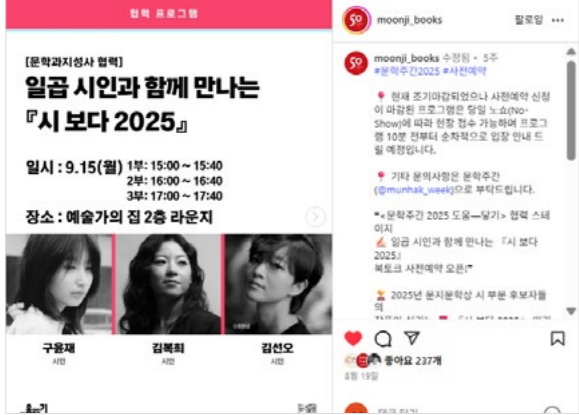 협력 프로그램
[문학과지성사 협력]
일곱 시인과 함께 만나는
『시 보다 2025』
일시 : 9.15(월) 1부: 15:00 ~ 15:40
2부: 16:00 ~ 16:40
3부: 17:00 ~ 17:40
장소 : 예술가의 집 2층 라운지
구윤재
시인
김복희
시인
김선오
시인
moonji_books
팔로잉
moonji_books 수정됨 · 5주
#문학주간2025 #사전예약
📍 현재 조기마감되었으나 사전예약 신청
이 마감된 프로그램은 당일 노쇼(No-
Show)에 따라 현장 접수 가능하며 프로그
램 10분 전부터 순차적으로 입장 안내 드
릴 예정입니다.
📍 기타 문의사항은 문학주간
(@munhak_week)으로 부탁드립니다.
❝<문학주간 2025 도움—닿기> 협력 스테
이지
일곱 시인과 함께 만나는 『시 보다
2025』
북토크 사전예약 오픈!❞
⏳ 2025년 문지문학상 시 부문 후보자들
의
좋아요 237개
8월 19일
댓글 달기